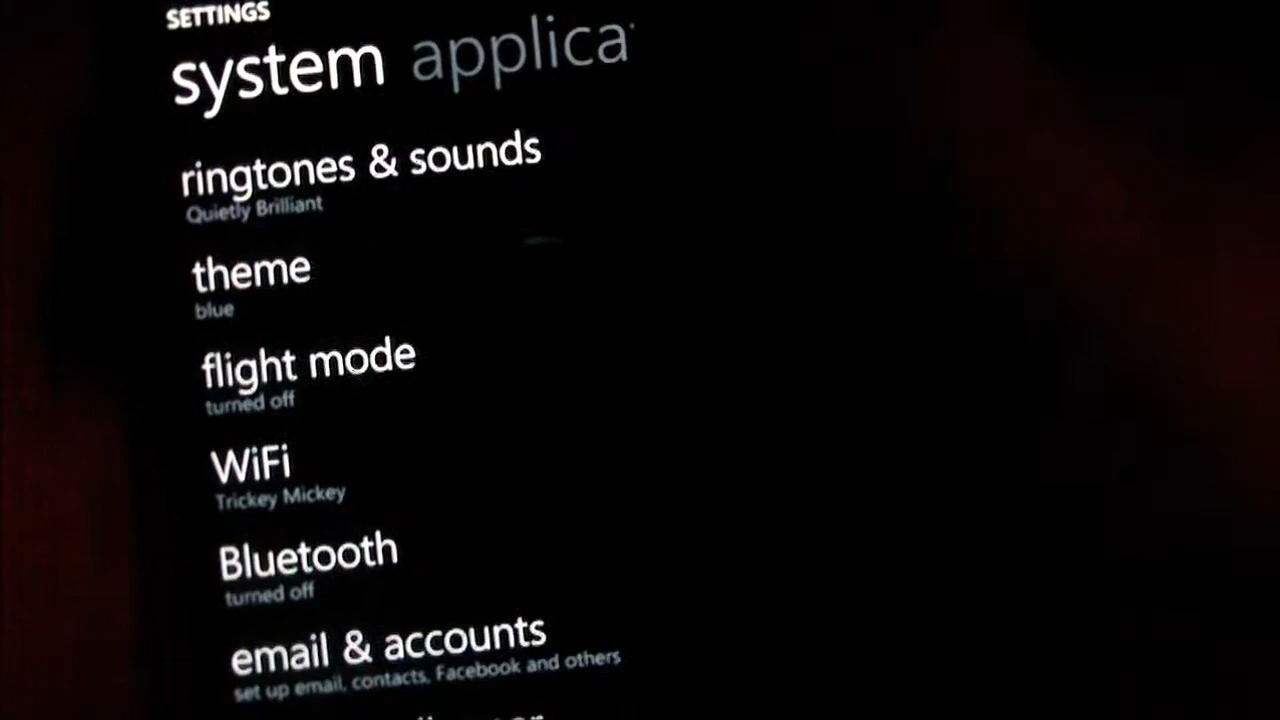 SETTINGS
system applica
ringtones & sounds
Quietly Brilliant
theme
blue
flight mode
turned off
WiFi
Trickey Mickey
Bluetooth
turned off
email & accounts
set up email, contacts, Facebook and others